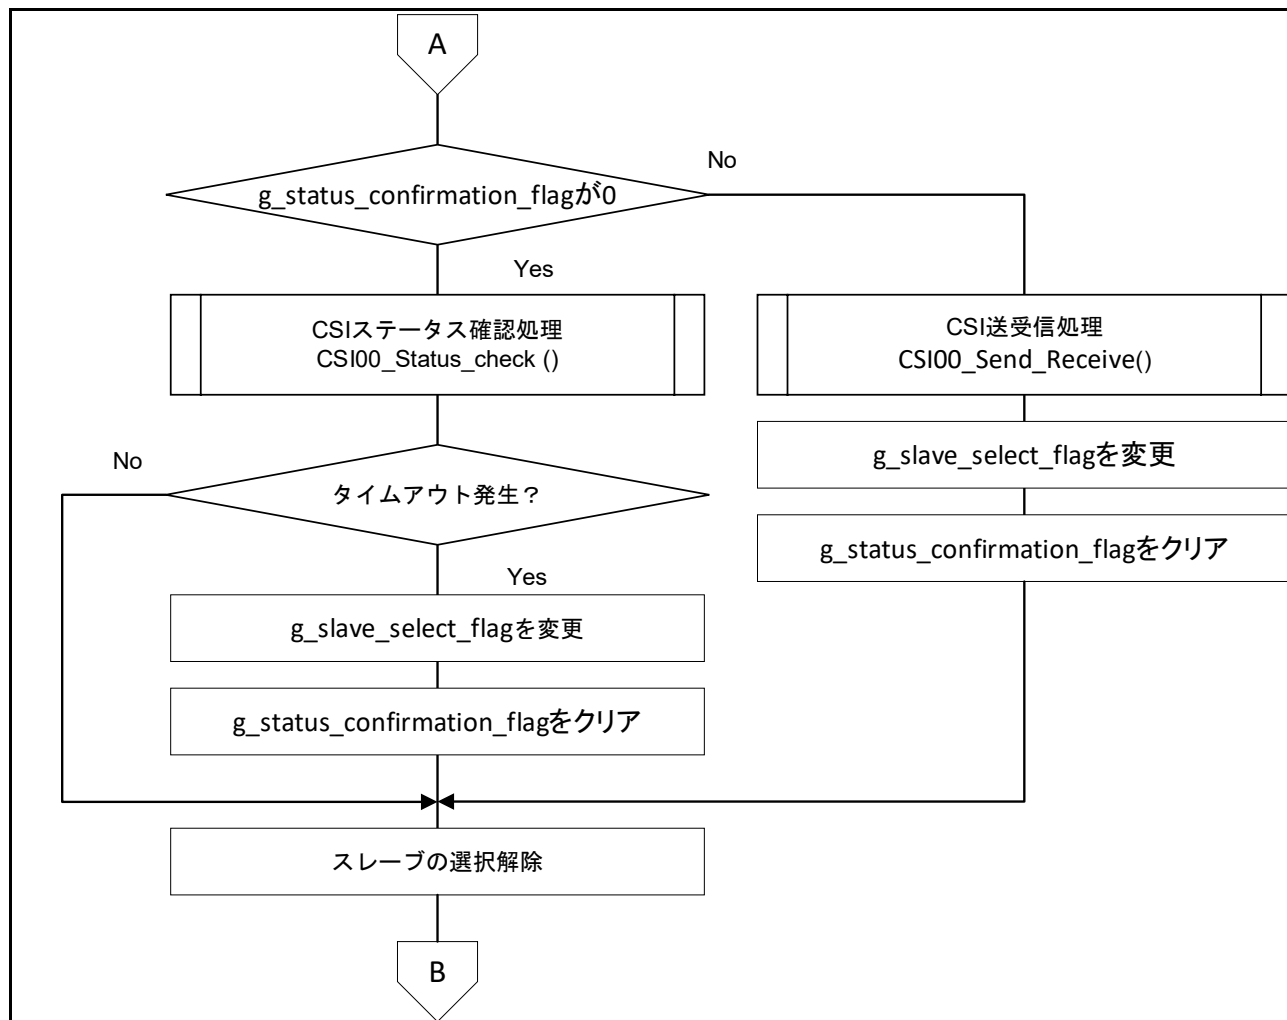 A
g_status_confirmation_flagが0
No
Yes
CSIステータス確認処理
CSI00_Status_check ()
CSI送受信処理
CSI00_Send_Receive()
g_slave_select_flagを変更
g_status_confirmation_flagをクリア
No
タイムアウト発生？
Yes
g_slave_select_flagを変更
g_status_confirmation_flagをクリア
スレーブの選択解除
B